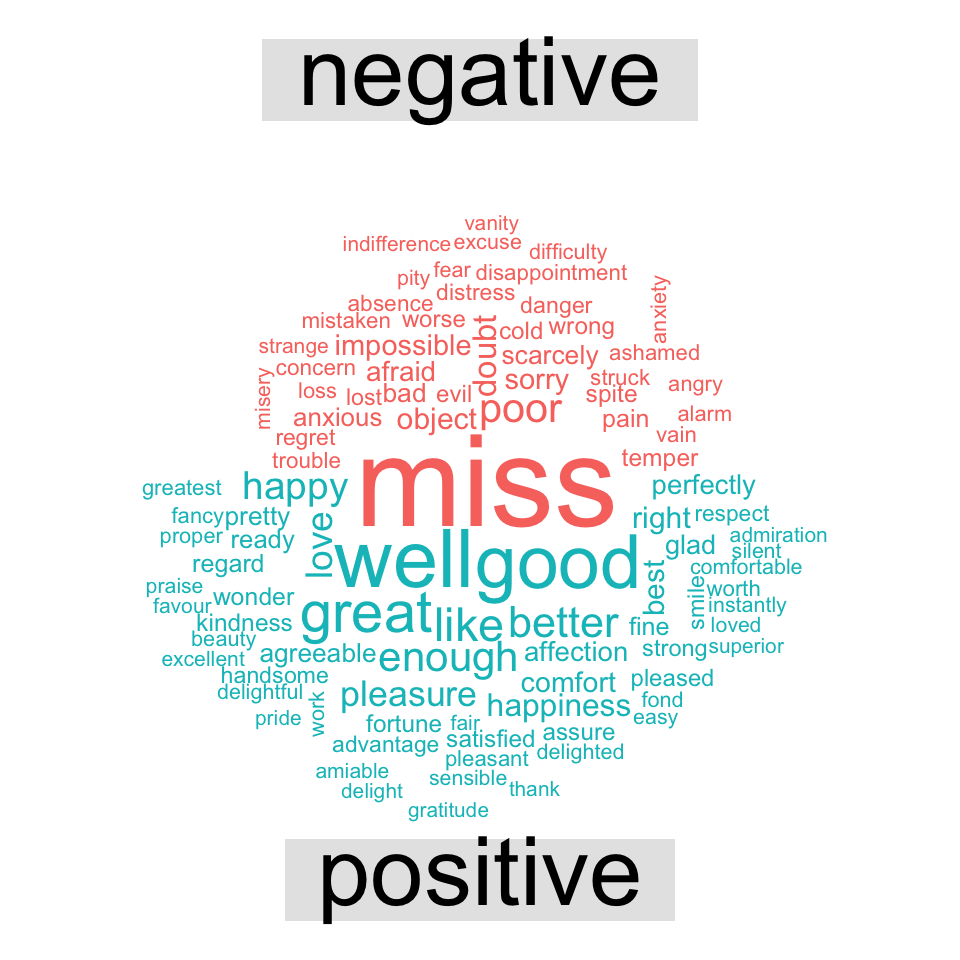 negative
vanity
indifference excuse
difficulty
pity fear disappointment
absence distress danger anxiety
mistaken worse doubt cold wrong
strange impossible scarcely ashamed
misery concern afraid sorry struck angry
loss lost bad evil spite
anxious object poor pain alarm
regret vain
trouble miss temper
greatest happy perfectly
fancy pretty love right respect
proper ready well good glad admiration
silent
regard best comfortable
praise wonder smile worth
favour great like better instantly
kindness fine loved
beauty
excellent agreeable enough affection strong superior
handsome comfort pleased
delightful pleasure fond
pride work fortune fair happiness easy
advantage satisfied assure
pleasant delighted
amiable sensible
delight thank
gratitude
positive